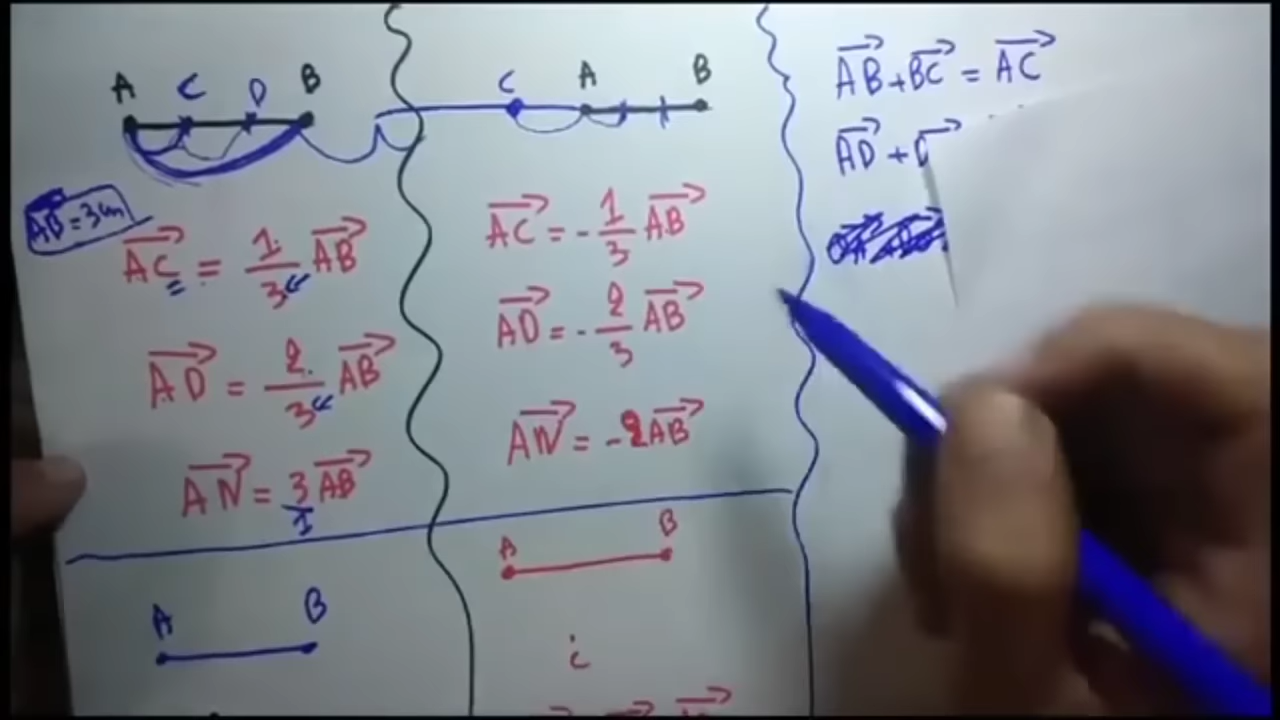 A C D B
AB = 3cm
AC = 1/3 AB
AD = 2/3 AB
AN = 3/1 AB
A B
C A B
AC = - 1/3 AB
AD = - 2/3 AB
AN = -2AB
A B
i
AB + BC = AC
AD +